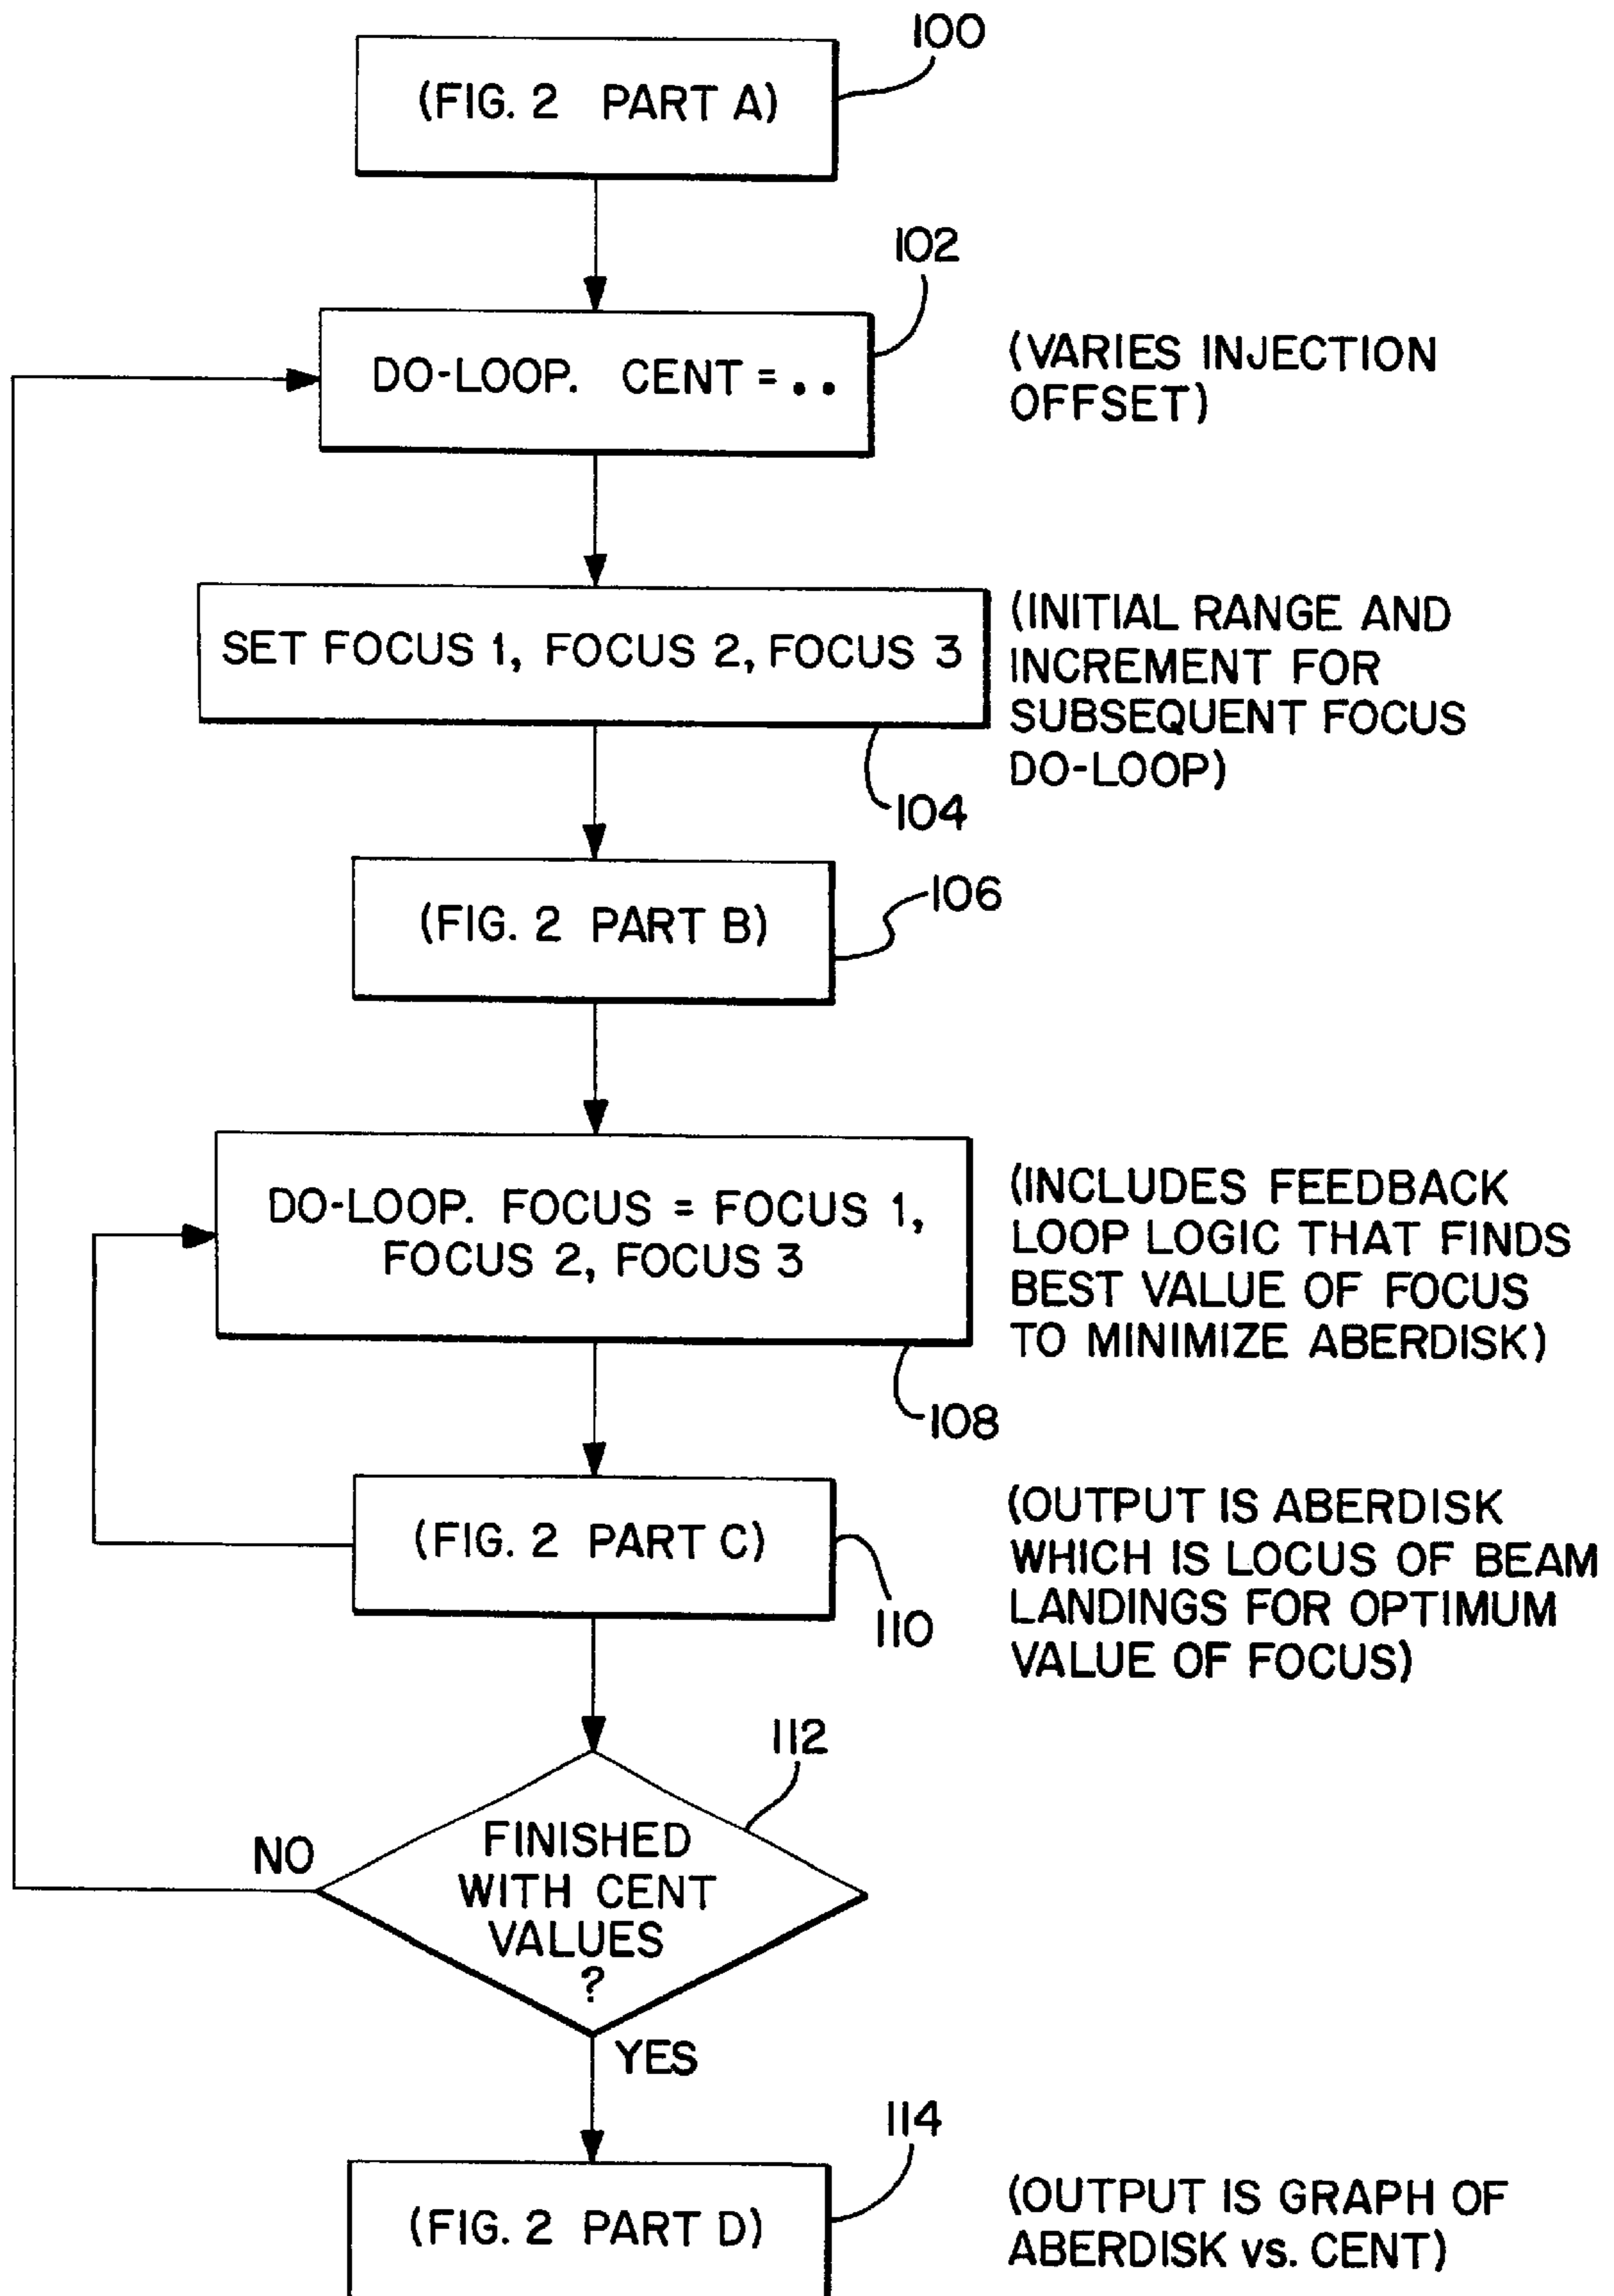 100
(FIG. 2 PART A)
102
DO-LOOP. CENT = ..
(VARIES INJECTION
OFFSET)
SET FOCUS 1, FOCUS 2, FOCUS 3
(INITIAL RANGE AND
INCREMENT FOR
SUBSEQUENT FOCUS
DO-LOOP)
104
(FIG. 2 PART B)
106
DO-LOOP. FOCUS = FOCUS 1,
FOCUS 2, FOCUS 3
(INCLUDES FEEDBACK
LOOP LOGIC THAT FINDS
BEST VALUE OF FOCUS
TO MINIMIZE ABERDISK)
108
(FIG. 2 PART C)
110
(OUTPUT IS ABERDISK
WHICH IS LOCUS OF BEAM
LANDINGS FOR OPTIMUM
VALUE OF FOCUS)
112
FINISHED
WITH CENT
VALUES
?
NO
YES
114
(FIG. 2 PART D)
(OUTPUT IS GRAPH OF
ABERDISK vs. CENT)